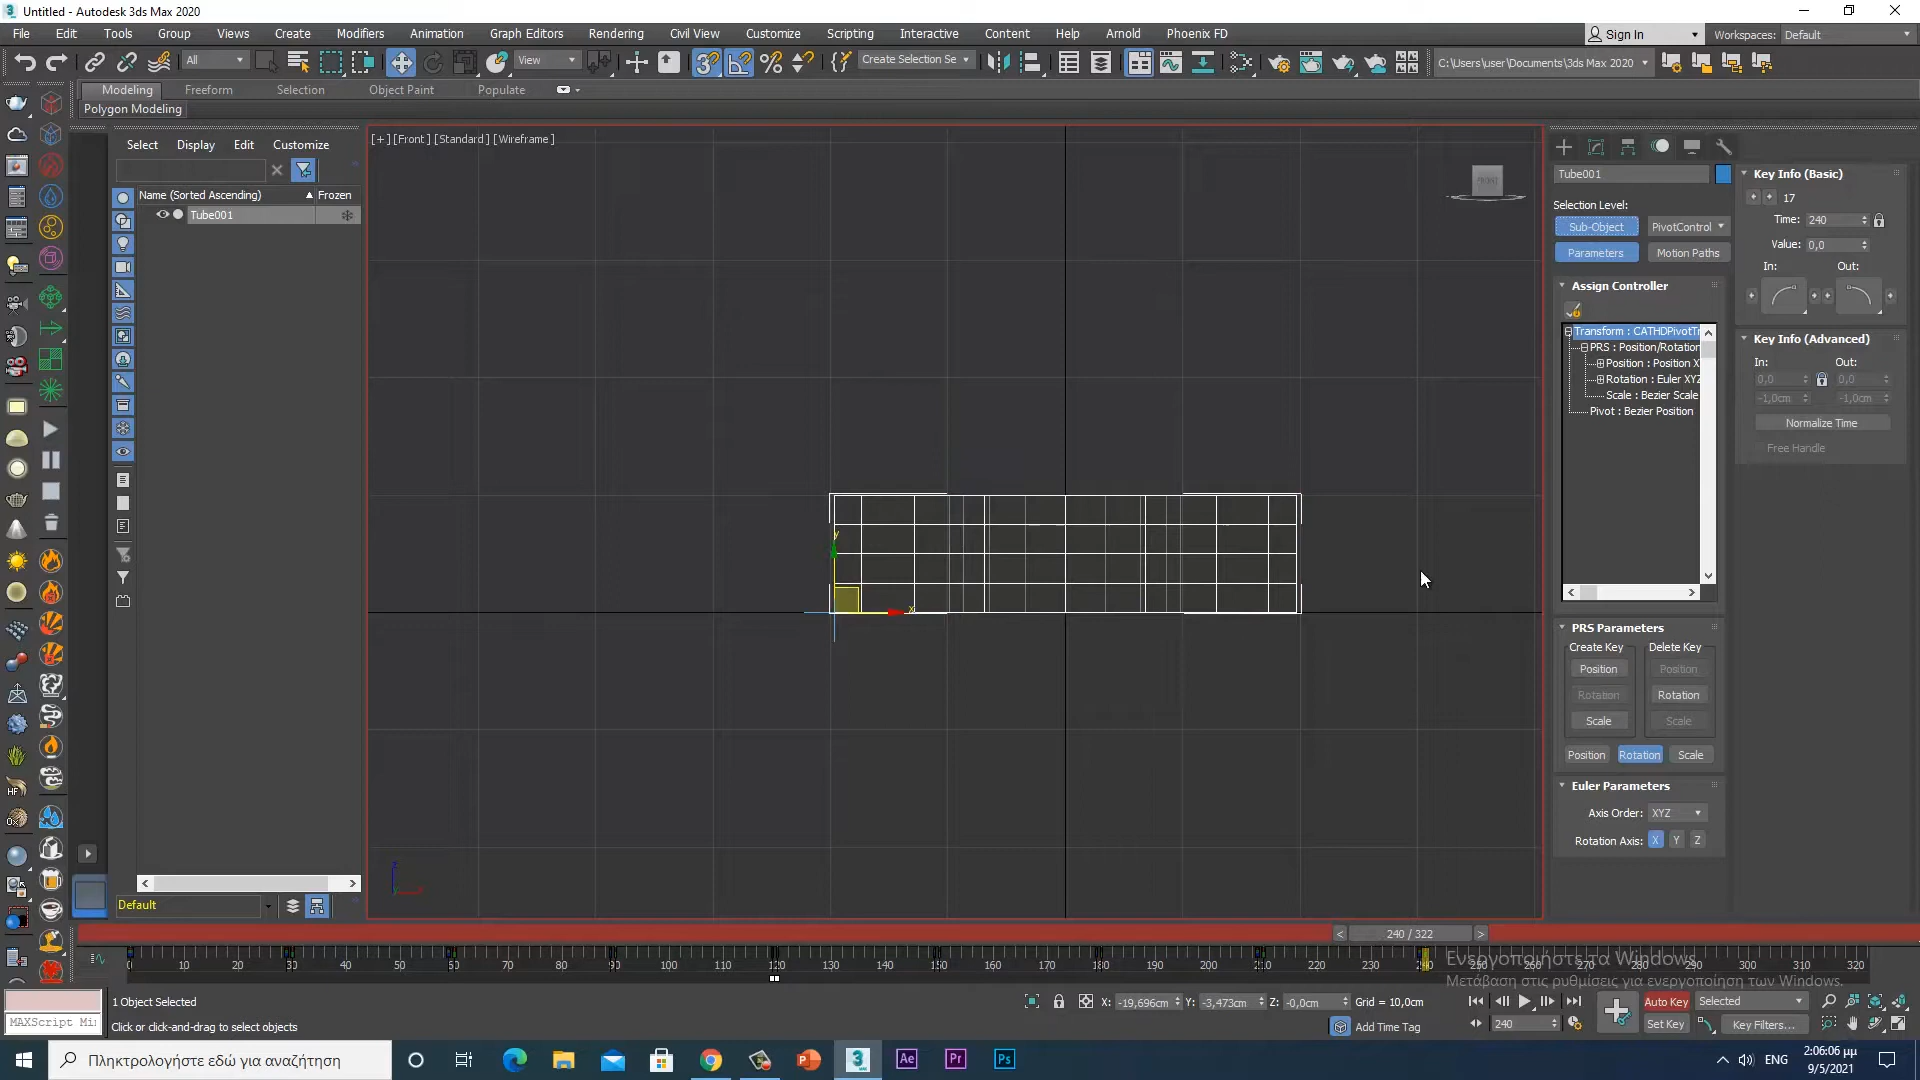 Untitled - Autodesk 3ds Max 2020
File Edit Tools Group Views Create Modifiers Animation Graph Editors Rendering Civil View Customize Scripting Interactive Content Help Arnold Phoenix FD
Sign In
Workspaces: Default
All
View
Create Selection Se
C:\Users\user\Documents\3ds Max 2020
Modeling Freeform Selection Object Paint Populate
Polygon Modeling
Select Display Edit Customize
Name (Sorted Ascending) Frozen
Tube001
Default
[+] [Front] [Standard] [Wireframe]
FRONT
y
x
Tube001
Selection Level:
Sub-Object PivotControl
Parameters Motion Paths
Assign Controller
Transform : CATHDPivotTr
PRS : Position/Rotation
Position : Position X
Rotation : Euler XYZ
Scale : Bezier Scale
Pivot : Bezier Position
PRS Parameters
Create Key Delete Key
Position Position
Rotation Rotation
Scale Scale
Position Rotation Scale
Euler Parameters
Axis Order: XYZ
Rotation Axis: X Y Z
Key Info (Basic)
17
Time: 240
Value: 0,0
In: Out:
Key Info (Advanced)
In: Out:
0,0 0,0
-1,0cm -1,0cm
Normalize Time
Free Handle
240 / 322
0 10 20 30 40 50 60 70 80 90 100 110 120 130 140 150 160 170 180 190 200 210 220 230 240 250 260 270 280 290 300 310 320
Ενεργοποιήστε τα Windows
Μετάβαση στις ρυθμίσεις για ενεργοποίηση των Windows.
MAXScript Mi
1 Object Selected
Click or click-and-drag to select objects
X: -19,696cm Y: -3,473cm Z: -0,0cm Grid = 10,0cm
Add Time Tag
240
Auto Key Selected
Set Key Key Filters...
Πληκτρολογήστε εδώ για αναζήτηση
Ae Pr Ps
ENG
2:06:06 μμ
9/5/2021